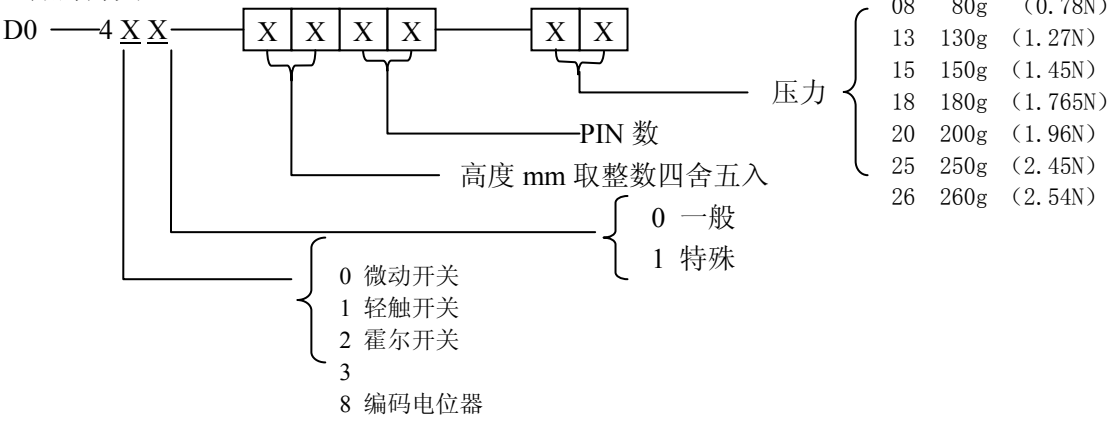 08 80g （0.78N）
D0 4 X X X X X X X X
13 130g （1.27N）
15 150g （1.45N）
压力
18 180g （1.765N）
PIN 数
20 200g （1.96N）
高度 mm 取整数四舍五入
25 250g （2.45N）
26 260g （2.54N）
0 一般
1 特殊
0 微动开关
1 轻触开关
2 霍尔开关
3
8 编码电位器